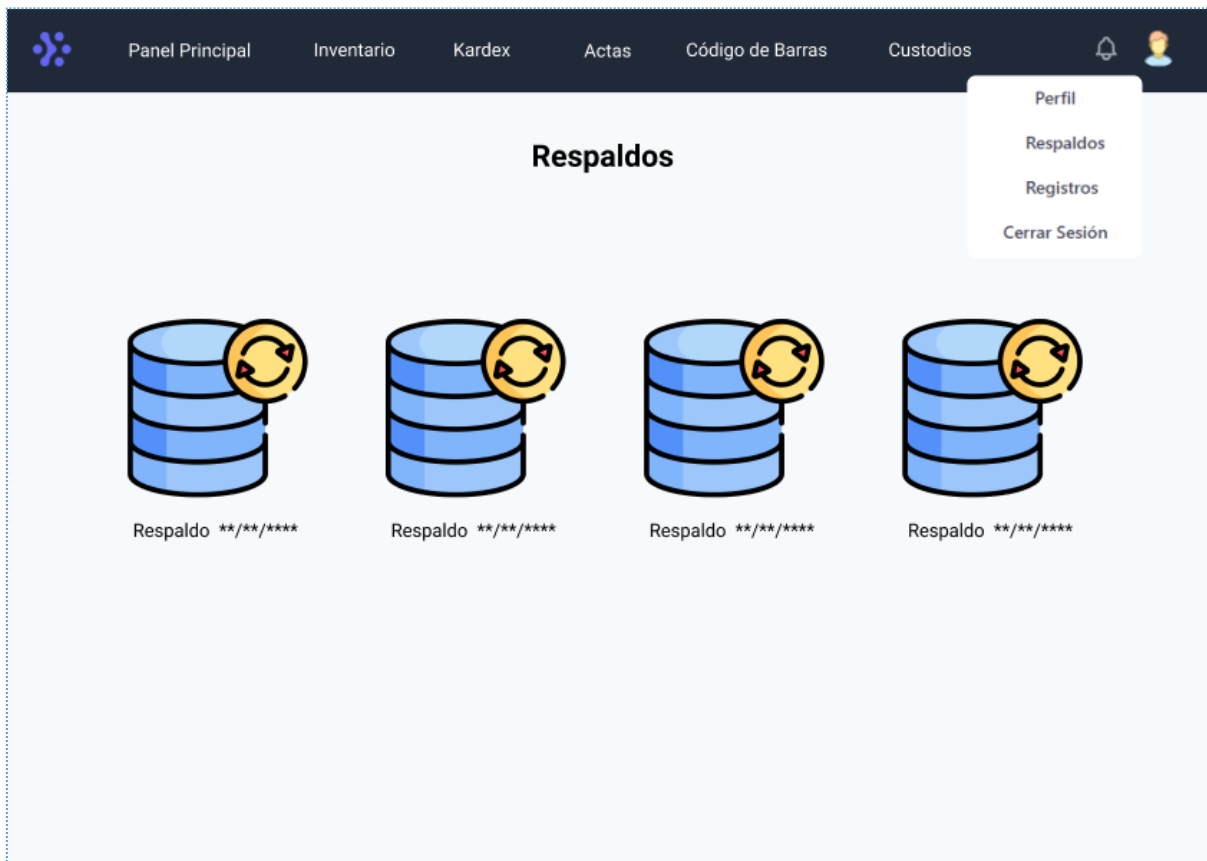 Panel Principal Inventario Kardex Actas Código de Barras Custodios
Perfil
Respaldos
Registros
Cerrar Sesión
Respaldos
Respaldo **/**/**** Respaldo **/**/**** Respaldo **/**/**** Respaldo **/**/****